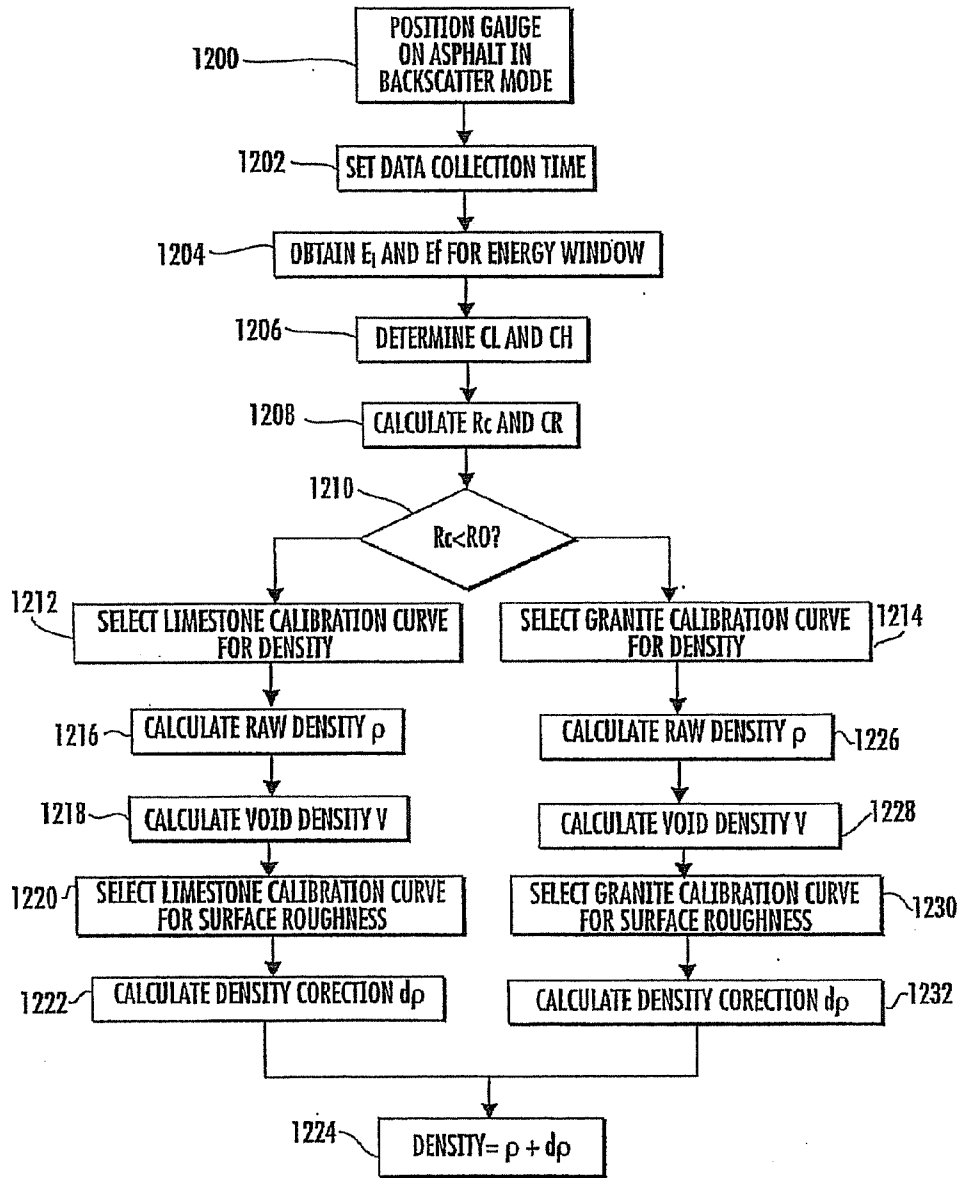 POSITION GAUGE
ON ASPHALT IN
BACKSCATTER MODE
1200
SET DATA COLLECTION TIME
1202
OBTAIN Ei AND Ef FOR ENERGY WINDOW
1204
DETERMINE CL AND CH
1206
CALCULATE Rc AND CR
1208
1210
Rc<RO?
1212
SELECT LIMESTONE CALIBRATION CURVE
FOR DENSITY
SELECT GRANITE CALIBRATION CURVE
FOR DENSITY
1214
1216
CALCULATE RAW DENSITY ρ
CALCULATE RAW DENSITY ρ
1226
1218
CALCULATE VOID DENSITY V
CALCULATE VOID DENSITY V
1228
1220
SELECT LIMESTONE CALIBRATION CURVE
FOR SURFACE ROUGHNESS
SELECT GRANITE CALIBRATION CURVE
FOR SURFACE ROUGHNESS
1230
1222
CALCULATE DENSITY CORECTION dρ
CALCULATE DENSITY CORECTION dρ
1232
1224
DENSITY= ρ + dρ